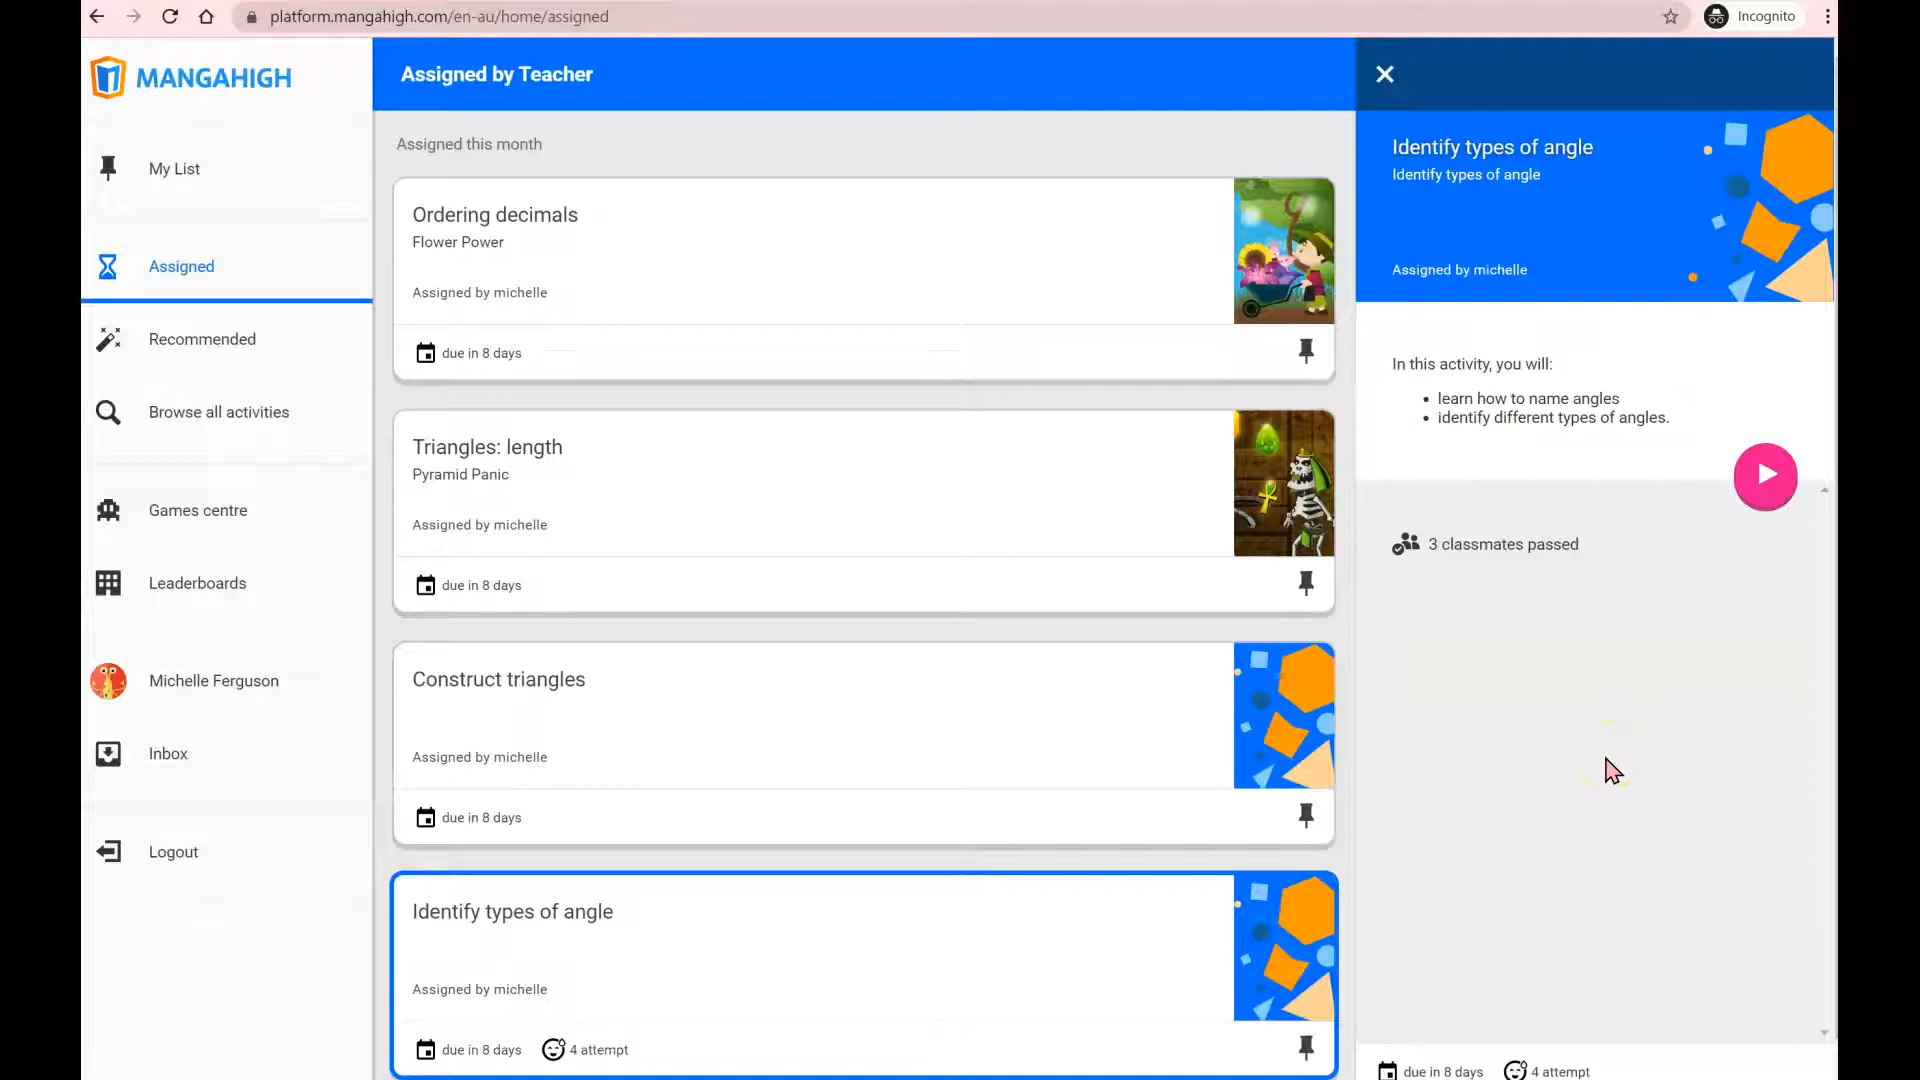 platform.mangahigh.com/en-au/home/assigned
Incognito
MANGAHIGH
My List
Assigned
Recommended
Browse all activities
Games centre
Leaderboards
Michelle Ferguson
Inbox
Logout
Assigned by Teacher
Assigned this month
Ordering decimals
Flower Power
Assigned by michelle
due in 8 days
Triangles: length
Pyramid Panic
Assigned by michelle
due in 8 days
Construct triangles
Assigned by michelle
due in 8 days
Identify types of angle
Assigned by michelle
due in 8 days 4 attempt
Identify types of angle
Identify types of angle
Assigned by michelle
In this activity, you will:
• learn how to name angles
• identify different types of angles.
3 classmates passed
due in 8 days 4 attempt